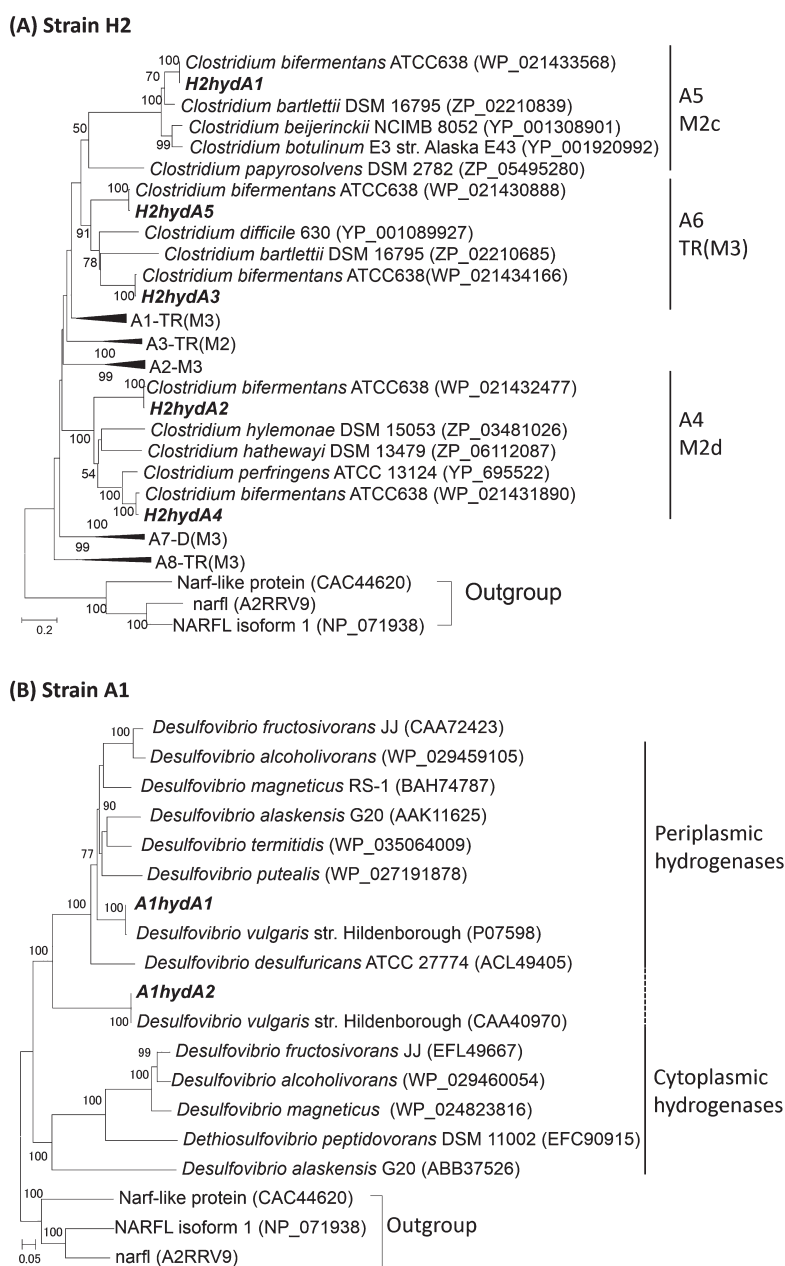 (A) Strain H2
100
Clostridium bifermentans ATCC638 (WP_021433568)
70
H2hydA1
100
Clostridium bartlettii DSM 16795 (ZP_02210839)
A5
M2c
50
Clostridium beijerinckii NCIMB 8052 (YP_001308901)
99
Clostridium botulinum E3 str. Alaska E43 (YP_001920992)
Clostridium papyrosolvens DSM 2782 (ZP_05495280)
100
Clostridium bifermentans ATCC638 (WP_021430888)
H2hydA5
A6
TR(M3)
91
Clostridium difficile 630 (YP_001089927)
78
Clostridium bartlettii DSM 16795 (ZP_02210685)
Clostridium bifermentans ATCC638(WP_021434166)
100
H2hydA3
A1-TR(M3)
A3-TR(M2)
100
A2-M3
99
100
Clostridium bifermentans ATCC638 (WP_021432477)
H2hydA2
A4
M2d
100
Clostridium hylemonae DSM 15053 (ZP_03481026)
Clostridium hathewayi DSM 13479 (ZP_06112087)
54
Clostridium perfringens ATCC 13124 (YP_695522)
100
Clostridium bifermentans ATCC638 (WP_021431890)
100
H2hydA4
100
A7-D(M3)
99
A8-TR(M3)
Narf-like protein (CAC44620)
Outgroup
100
narfl (A2RRV9)
100
NARFL isoform 1 (NP_071938)
0.2
(B) Strain A1
100
Desulfovibrio fructosivorans JJ (CAA72423)
Desulfovibrio alcoholivorans (WP_029459105)
Desulfovibrio magneticus RS-1 (BAH74787)
90
Desulfovibrio alaskensis G20 (AAK11625)
Periplasmic
hydrogenases
Desulfovibrio termitidis (WP_035064009)
77
Desulfovibrio putealis (WP_027191878)
100
100
A1hydA1
Desulfovibrio vulgaris str. Hildenborough (P07598)
100
Desulfovibrio desulfuricans ATCC 27774 (ACL49405)
A1hydA2
100
Desulfovibrio vulgaris str. Hildenborough (CAA40970)
99
Desulfovibrio fructosivorans JJ (EFL49667)
100
Desulfovibrio alcoholivorans (WP_029460054)
Cytoplasmic
hydrogenases
100
Desulfovibrio magneticus (WP_024823816)
Dethiosulfovibrio peptidovorans DSM 11002 (EFC90915)
100
Desulfovibrio alaskensis G20 (ABB37526)
100
Narf-like protein (CAC44620)
Outgroup
100
NARFL isoform 1 (NP_071938)
0.05
narfl (A2RRV9)